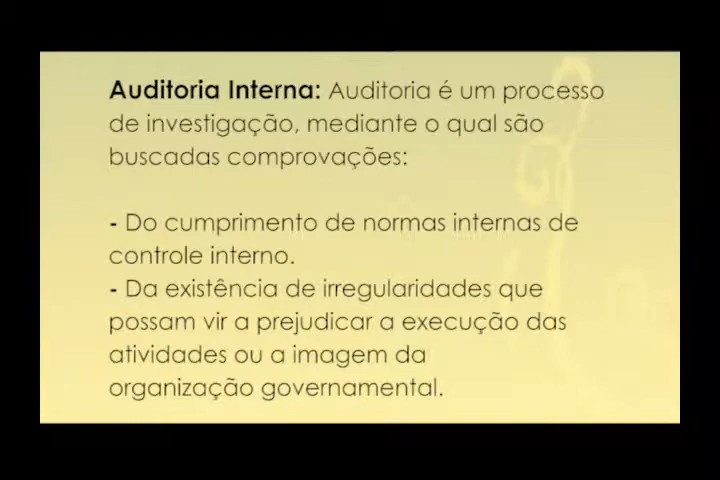 Auditoria Interna: Auditoria é um processo
de investigação, mediante o qual são
buscadas comprovações:
- Do cumprimento de normas internas de
controle interno.
- Da existência de irregularidades que
possam vir a prejudicar a execução das
atividades ou a imagem da
organização governamental.